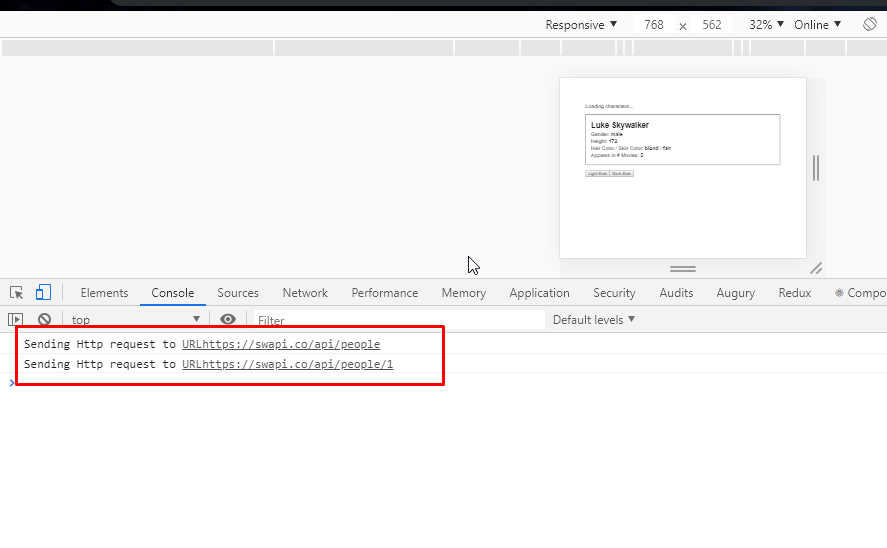 Responsive ▼ 768 × 562 32% ▼ Online ▼
Loading characters...
Luke Skywalker
Gender: male
Height: 172
Hair Color / Skin Color: blond / fair
Appears in # Movies: 5
Light Side Dark Side
Elements Console Sources Network Performance Memory Application Security Audits Augury Redux Compo
top ▼ Filter Default levels ▼
Sending Http request to URLhttps://swapi.co/api/people
Sending Http request to URLhttps://swapi.co/api/people/1